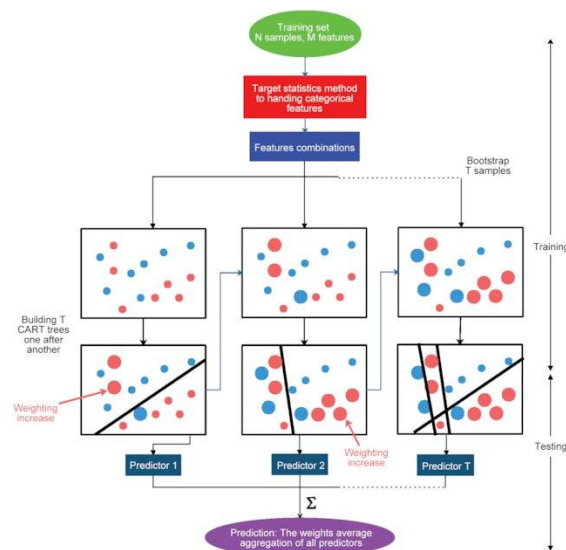 Training set
N samples, M features
Target statistics method
to handing categorical
features
Features combinations
Bootstrap
T samples
Training
Building T
CART trees
one after
another
Weighting
increase
Weighting
increase
Predictor 1
Predictor 2
Predictor T
Testing
Σ
Prediction: The weights average
aggregation of all predictors